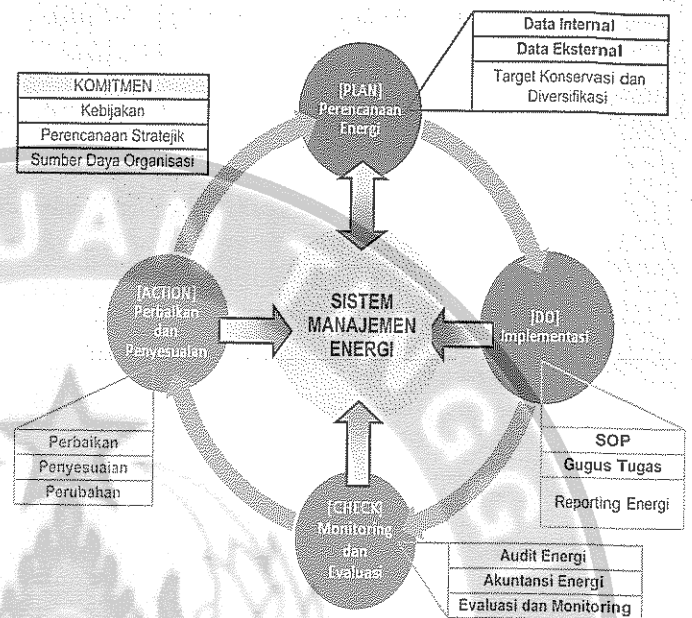 Data Internal
Data Eksternal
Target Konservasi dan
Diversifikasi
KOMITMEN
Kebijakan
Perencanaan Stratejik
Sumber Daya Organisasi
[PLAN]
Perencanaan
Energi
[ACTION]
Perbaikan
dan
Penyesuaian
SISTEM
MANAJEMEN
ENERGI
[DO]
Implementasi
Perbaikan
Penyesuaian
Perubahan
SOP
Gugus Tugas
Reporting Energi
[CHECK]
Monitoring
dan
Evaluasi
Audit Energi
Akuntansi Energi
Evaluasi dan Monitoring